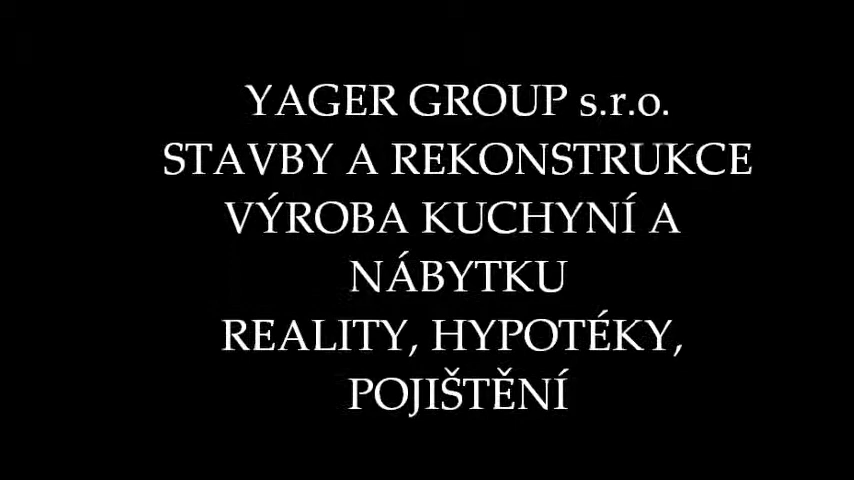 YAGER GROUP s.r.o.
STAVBY A REKONSTRUKCE
VÝROBA KUCHYNÍ A
NÁBYTKU
REALITY, HYPOTÉKY,
POJIŠTĚNÍ